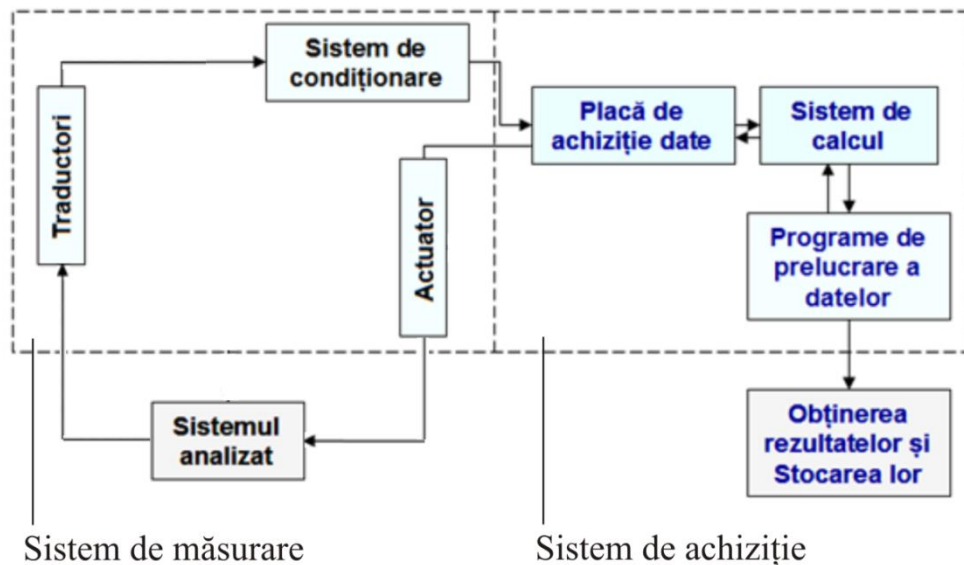 Sistem de
condiționare
Traductori
Actuator
Placă de
achiziție date
Sistem de
calcul
Programe de
prelucrare a
datelor
Sistemul
analizat
Obținerea
rezultatelor și
Stocarea lor
Sistem de măsurare
Sistem de achiziție